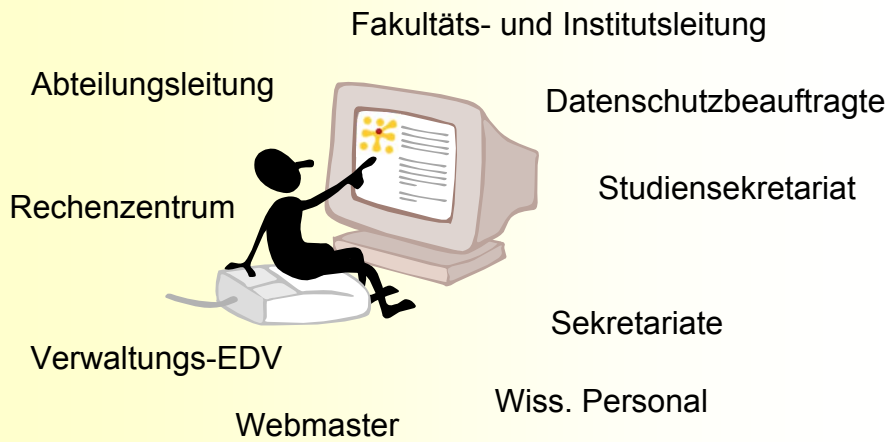 Fakultäts- und Institutsleitung
Abteilungsleitung
Datenschutzbeauftragte
Studiensekretariat
Rechenzentrum
Sekretariate
Verwaltungs-EDV
Wiss. Personal
Webmaster